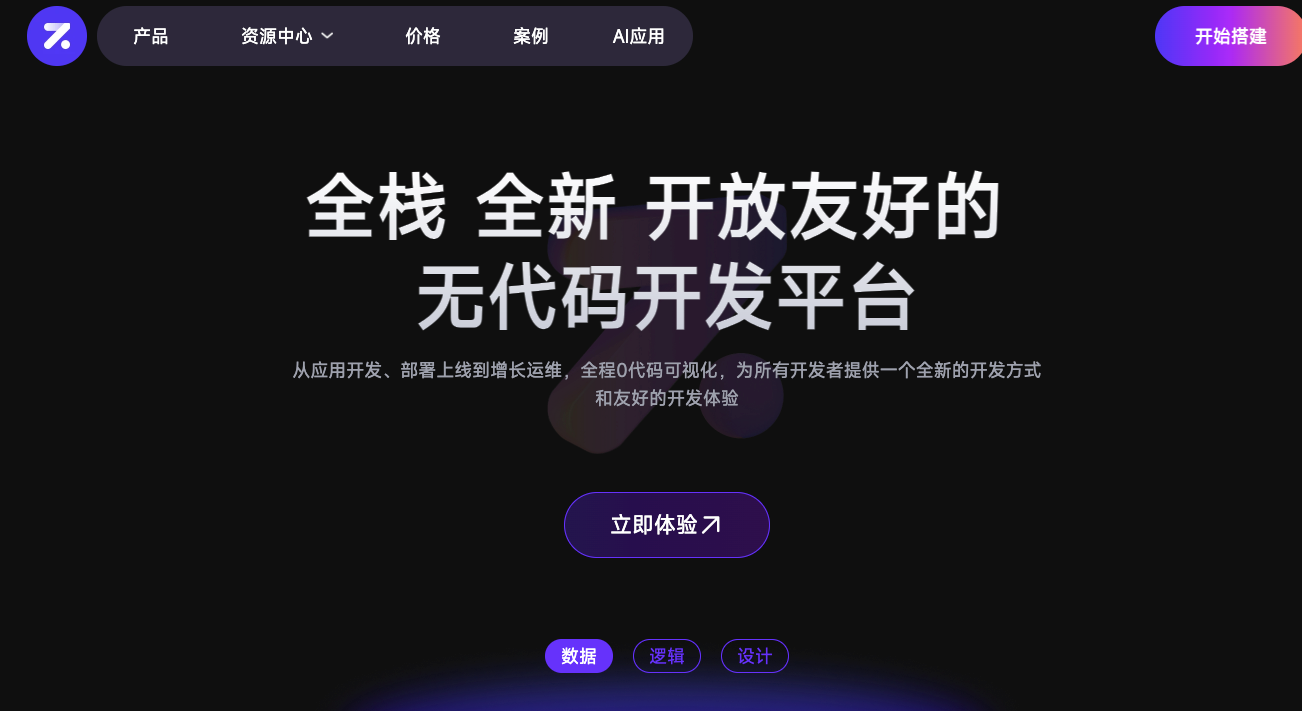 产品 资源中心 价格 案例 AI应用 开始搭建
全栈 全新 开放友好的
无代码开发平台
从应用开发、部署上线到增长运维，全程0代码可视化，为所有开发者提供一个全新的开发方式
和友好的开发体验
立即体验
数据 逻辑 设计